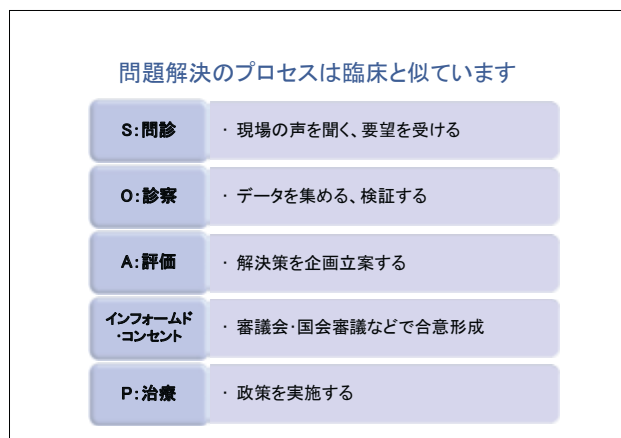 問題解決のプロセスは臨床と似ています
S:問診
・ 現場の声を聞く、要望を受ける
O:診察
・ データを集める、検証する
A:評価
・ 解決策を企画立案する
インフォームド
・コンセント
・ 審議会・国会審議などで合意形成
P:治療
・ 政策を実施する